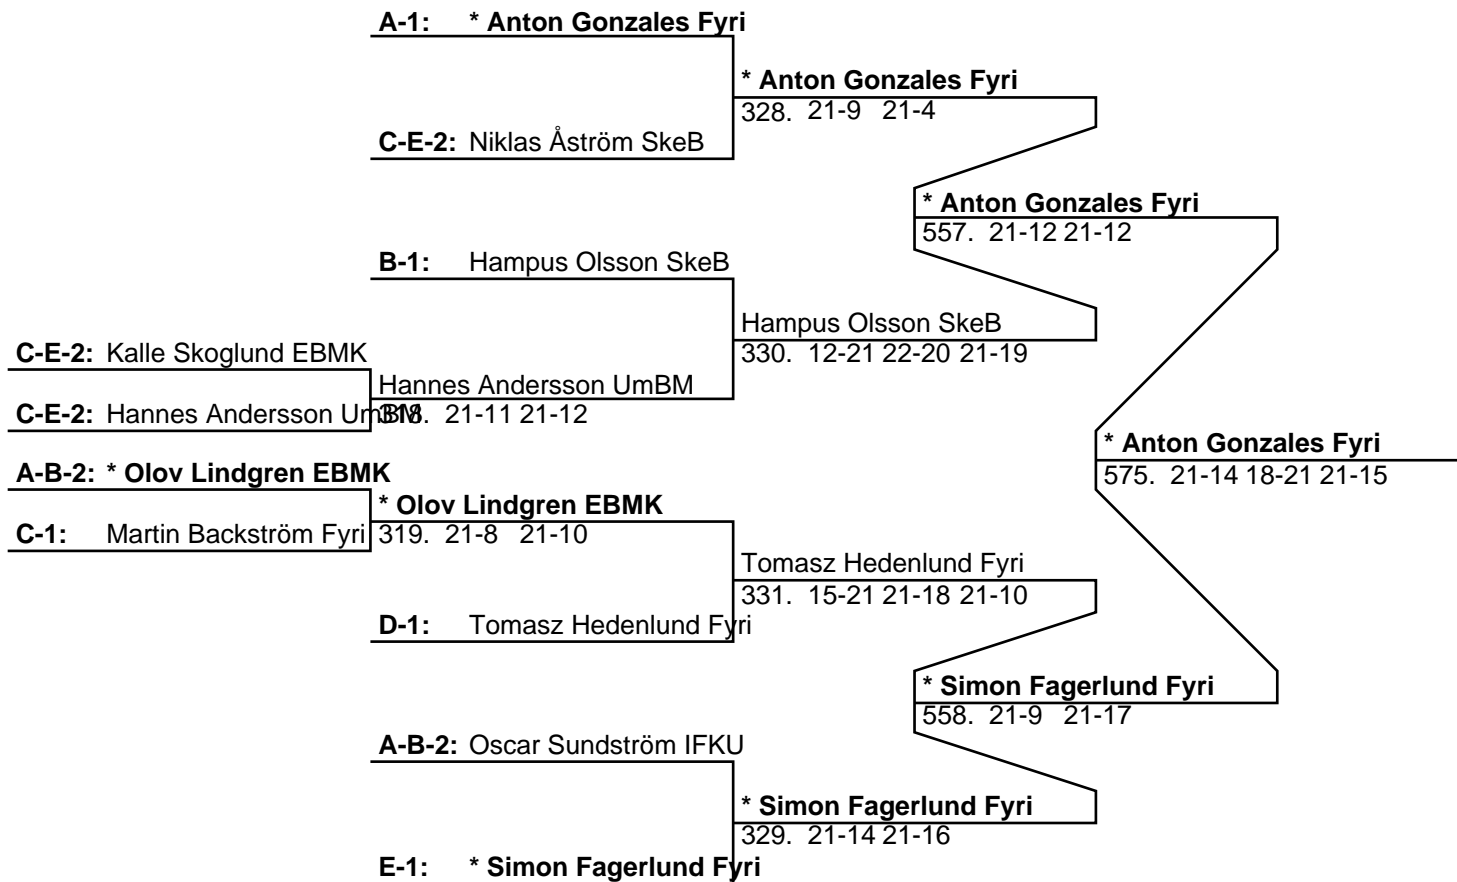 A-1: * Anton Gonzales Fyri
* Anton Gonzales Fyri
328. 21-9 21-4
C-E-2: Niklas Åström SkeB
* Anton Gonzales Fyri
557. 21-12 21-12
B-1: Hampus Olsson SkeB
Hampus Olsson SkeB
330. 12-21 22-20 21-19
C-E-2: Kalle Skoglund EBMK
Hannes Andersson UmBM
318. 21-11 21-12
C-E-2: Hannes Andersson UmBM
* Anton Gonzales Fyri
575. 21-14 18-21 21-15
A-B-2: * Olov Lindgren EBMK
* Olov Lindgren EBMK
319. 21-8 21-10
C-1: Martin Backström Fyri
Tomasz Hedenlund Fyri
331. 15-21 21-18 21-10
D-1: Tomasz Hedenlund Fyri
* Simon Fagerlund Fyri
558. 21-9 21-17
A-B-2: Oscar Sundström IFKU
* Simon Fagerlund Fyri
329. 21-14 21-16
E-1: * Simon Fagerlund Fyri